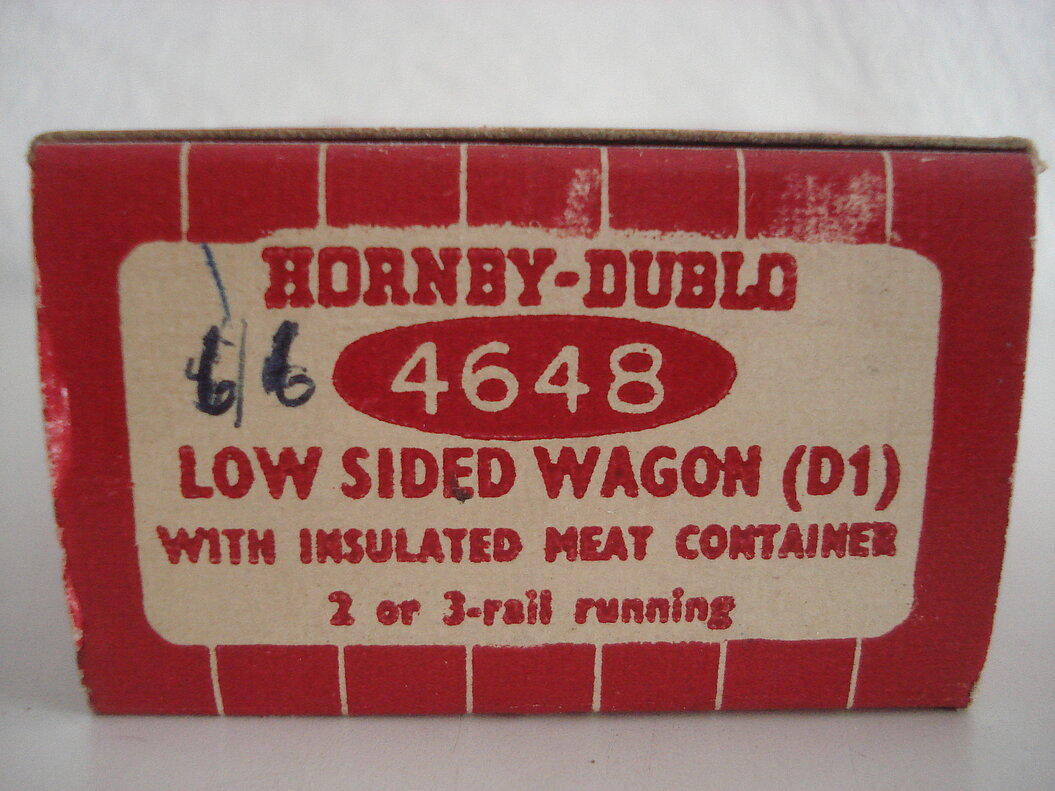 HORNBY-DUBLO
6/6 4648
LOW SIDED WAGON (D1)
WITH INSULATED MEAT CONTAINER
2 or 3-rail running